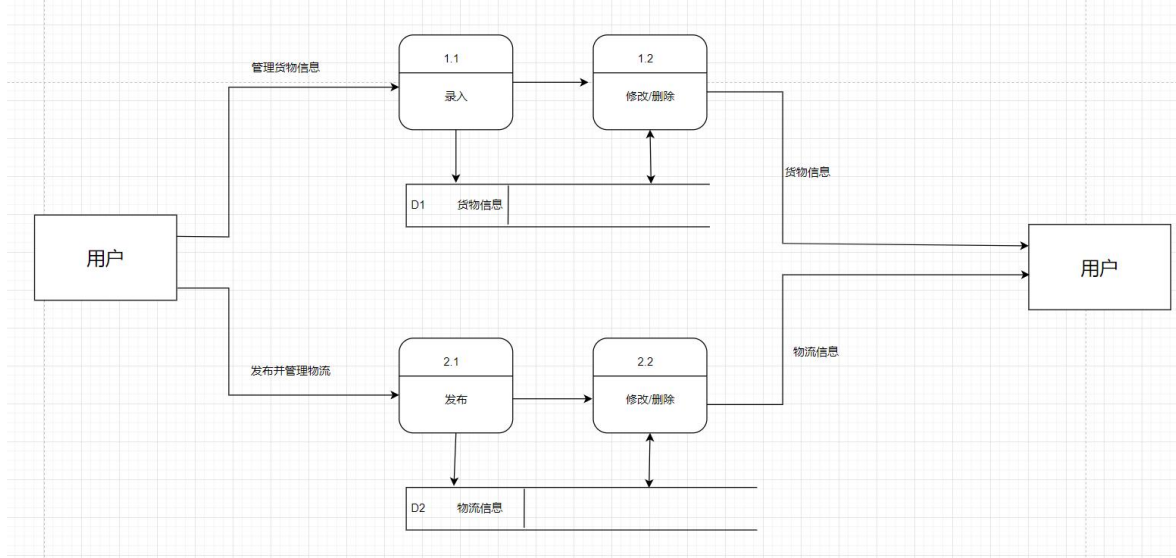 管理货物信息
1.1
录入
1.2
修改/删除
货物信息
D1 货物信息
用户
用户
发布并管理物流
2.1
发布
2.2
修改/删除
物流信息
D2 物流信息